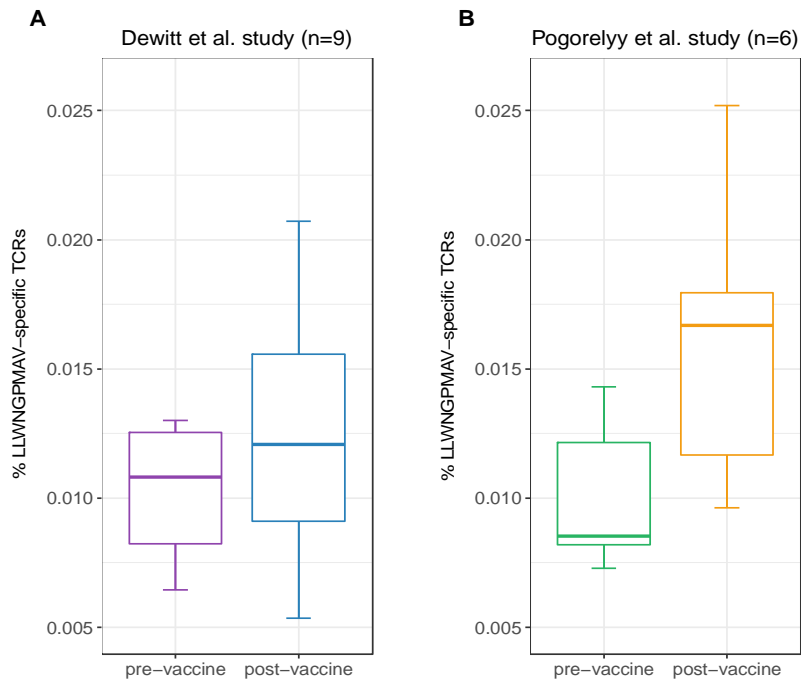 A
Dewitt et al. study (n=9)
% LLWNGPMAV−specific TCRs
0.025
0.020
0.015
0.010
0.005
pre−vaccine
post−vaccine
B
Pogorelyy et al. study (n=6)
% LLWNGPMAV−specific TCRs
0.025
0.020
0.015
0.010
0.005
pre−vaccine
post−vaccine